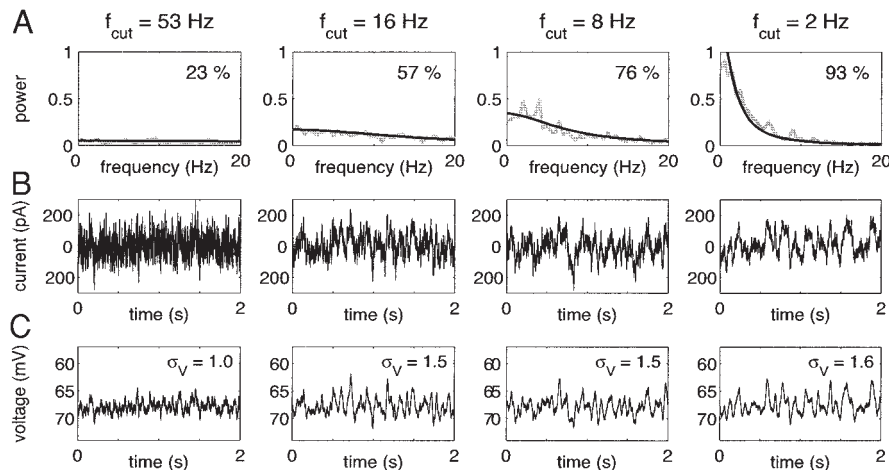 A
f_cut = 53 Hz
f_cut = 16 Hz
f_cut = 8 Hz
f_cut = 2 Hz
power
1
0.5
0
23 %
0
20
frequency (Hz)
1
0.5
0
57 %
0
20
frequency (Hz)
1
0.5
0
76 %
0
20
frequency (Hz)
1
0.5
0
93 %
0
20
frequency (Hz)
B
current (pA)
200
0
200
0
2
time (s)
200
0
200
0
2
time (s)
200
0
200
0
2
time (s)
200
0
200
0
2
time (s)
C
voltage (mV)
60
65
70
σ_V = 1.0
0
2
time (s)
60
65
70
σ_V = 1.5
0
2
time (s)
60
65
70
σ_V = 1.5
0
2
time (s)
60
65
70
σ_V = 1.6
0
2
time (s)